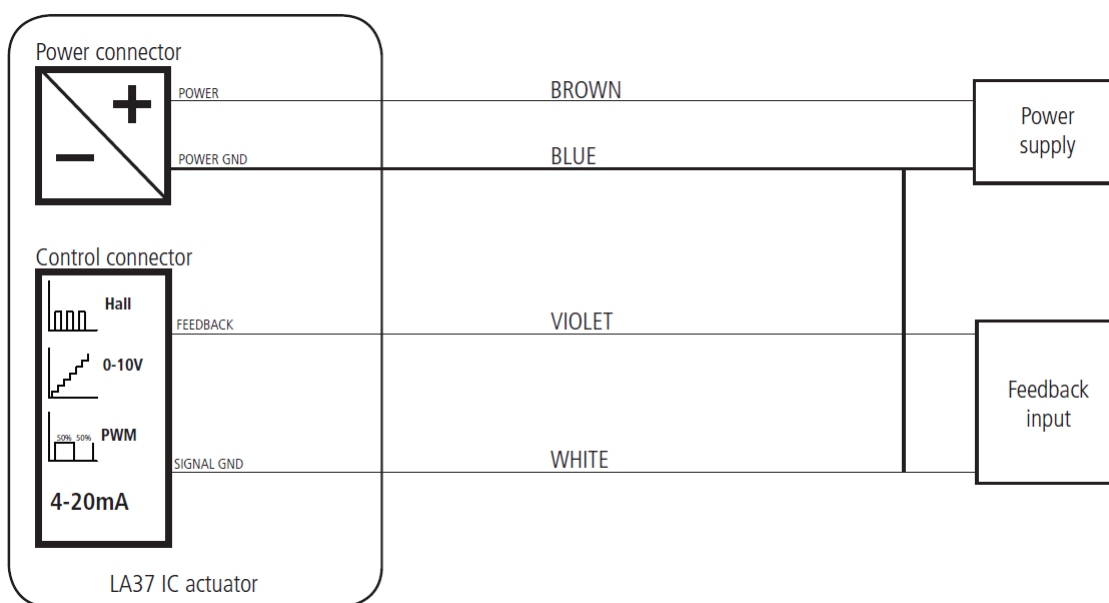 Power connector
+
−
POWER
BROWN
POWER GND
BLUE
Power
supply
Control connector
Hall
FEEDBACK
VIOLET
0-10V
50% 50% PWM
SIGNAL GND
WHITE
4-20mA
Feedback
input
LA37 IC actuator